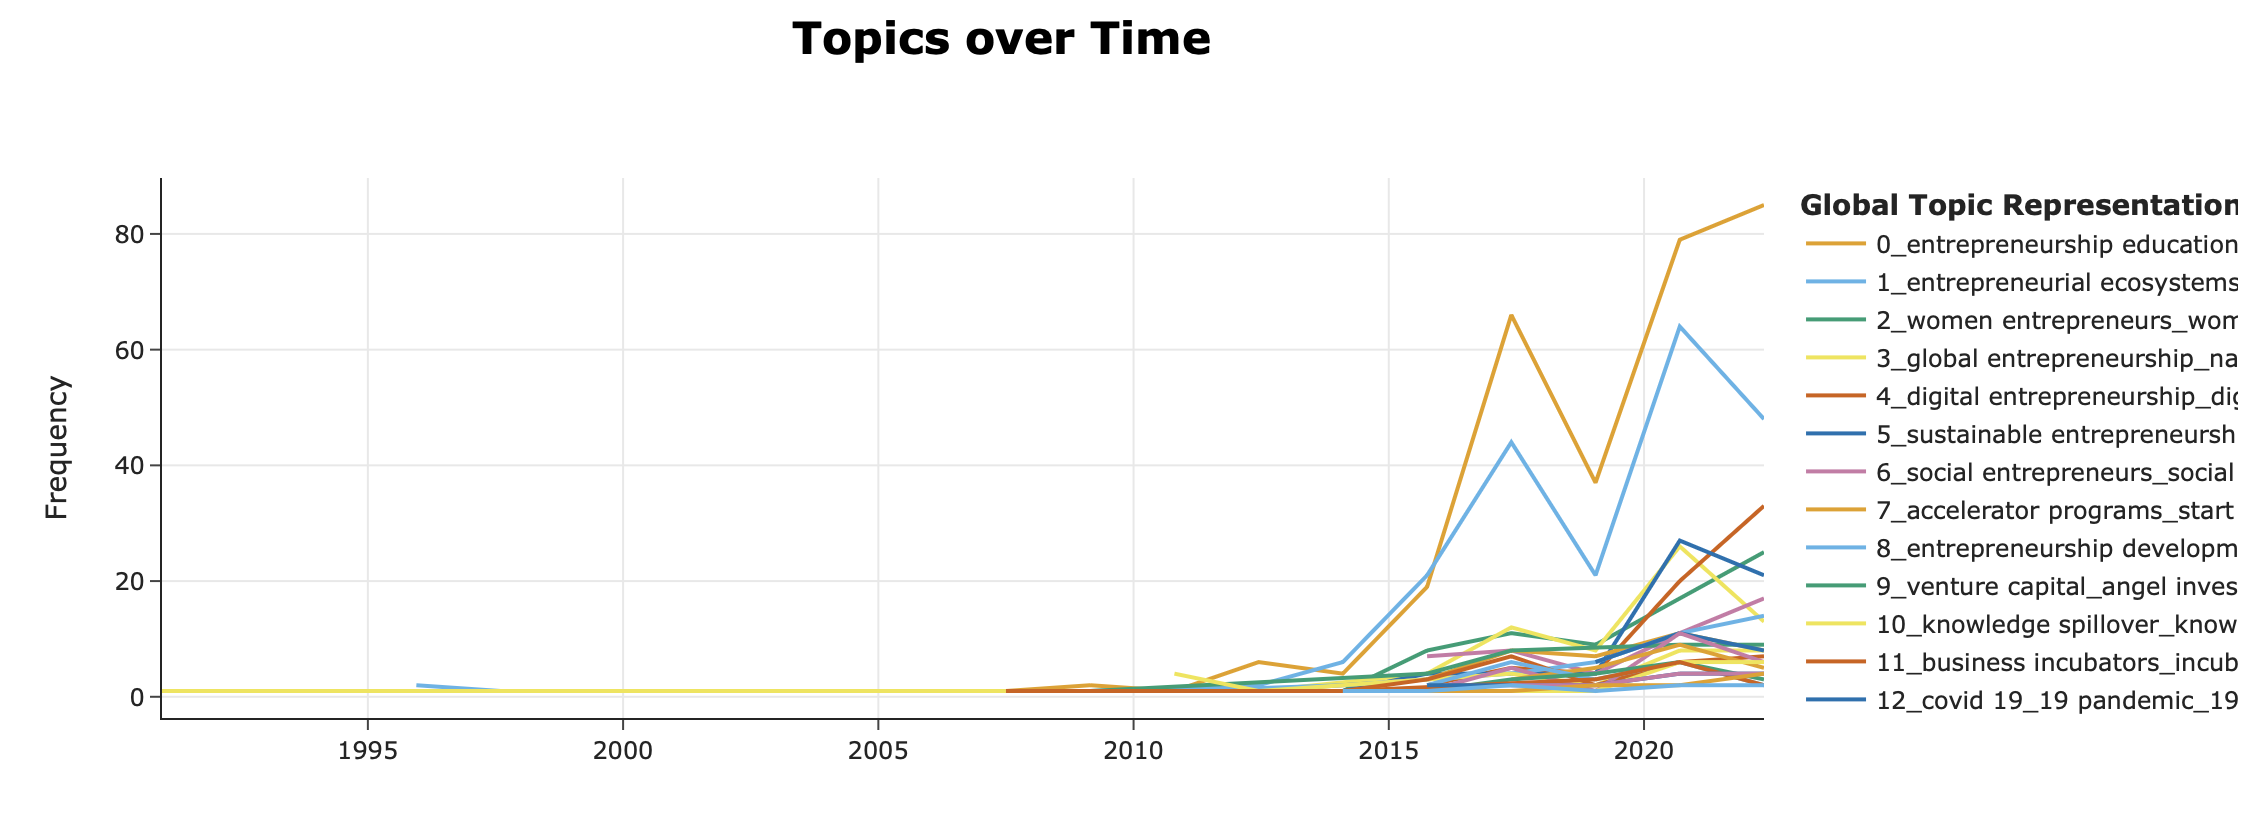 Topics over Time
80
60
40
20
0
Frequency
1995 2000 2005 2010 2015 2020
Global Topic Representation
0_entrepreneurship education
1_entrepreneurial ecosystems
2_women entrepreneurs_wom
3_global entrepreneurship_na
4_digital entrepreneurship_dig
5_sustainable entrepreneursh
6_social entrepreneurs_social
7_accelerator programs_start
8_entrepreneurship developm
9_venture capital_angel inves
10_knowledge spillover_know
11_business incubators_incub
12_covid 19_19 pandemic_19